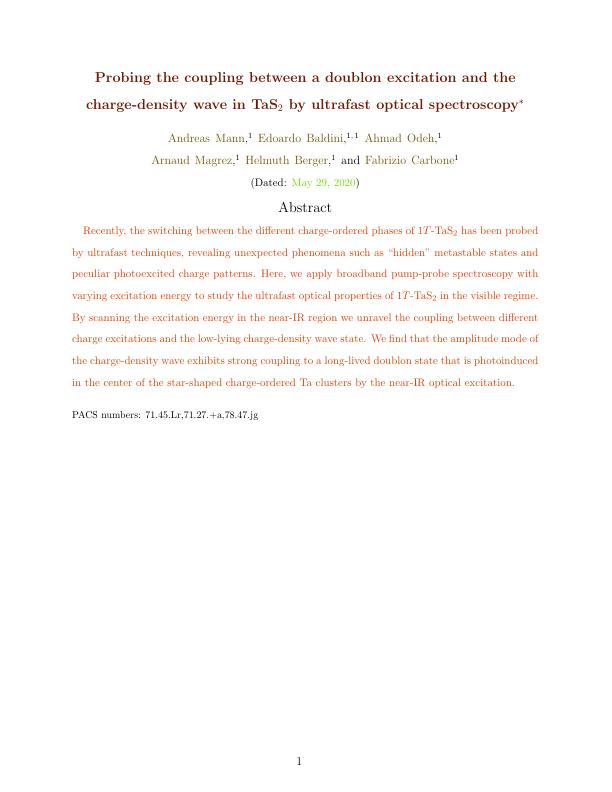 Probing the coupling between a doublon excitation and the
charge-density wave in TaS₂ by ultrafast optical spectroscopy*
Andreas Mann,¹ Edoardo Baldini,¹,¹ Ahmad Odeh,¹
Arnaud Magrez,¹ Helmuth Berger,¹ and Fabrizio Carbone¹
(Dated: May 29, 2020)
Abstract
Recently, the switching between the different charge-ordered phases of 1T-TaS₂ has been probed
by ultrafast techniques, revealing unexpected phenomena such as “hidden” metastable states and
peculiar photoexcited charge patterns. Here, we apply broadband pump-probe spectroscopy with
varying excitation energy to study the ultrafast optical properties of 1T-TaS₂ in the visible regime.
By scanning the excitation energy in the near-IR region we unravel the coupling between different
charge excitations and the low-lying charge-density wave state. We find that the amplitude mode of
the charge-density wave exhibits strong coupling to a long-lived doublon state that is photoinduced
in the center of the star-shaped charge-ordered Ta clusters by the near-IR optical excitation.
PACS numbers: 71.45.Lr,71.27.+a,78.47.jg
1